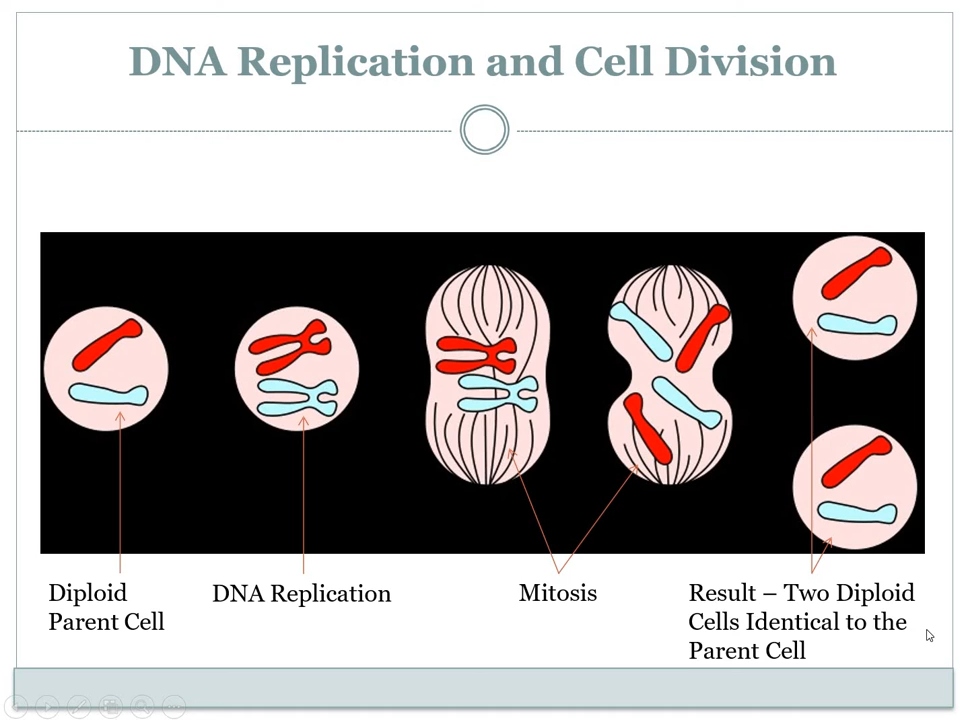 DNA Replication and Cell Division
Diploid
Parent Cell
DNA Replication
Mitosis
Result – Two Diploid
Cells Identical to the
Parent Cell